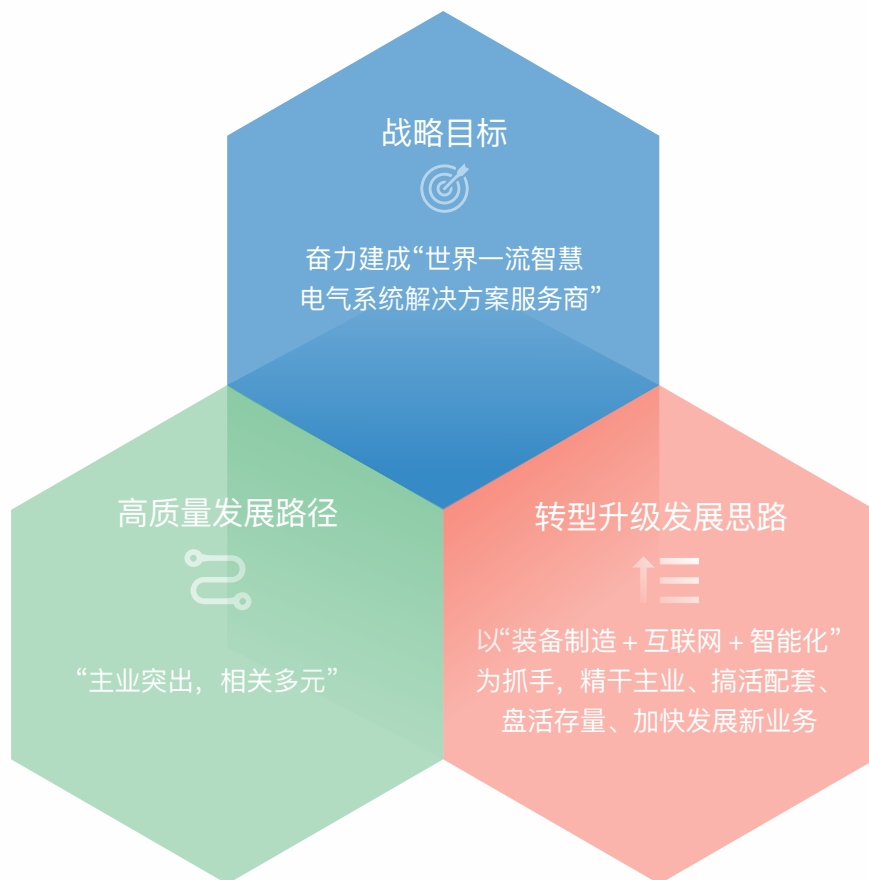 战略目标
奋力建成“世界一流智慧
电气系统解决方案服务商”
高质量发展路径
“主业突出，相关多元”
转型升级发展思路
以“装备制造 + 互联网 + 智能化”
为抓手，精干主业、搞活配套、
盘活存量、加快发展新业务